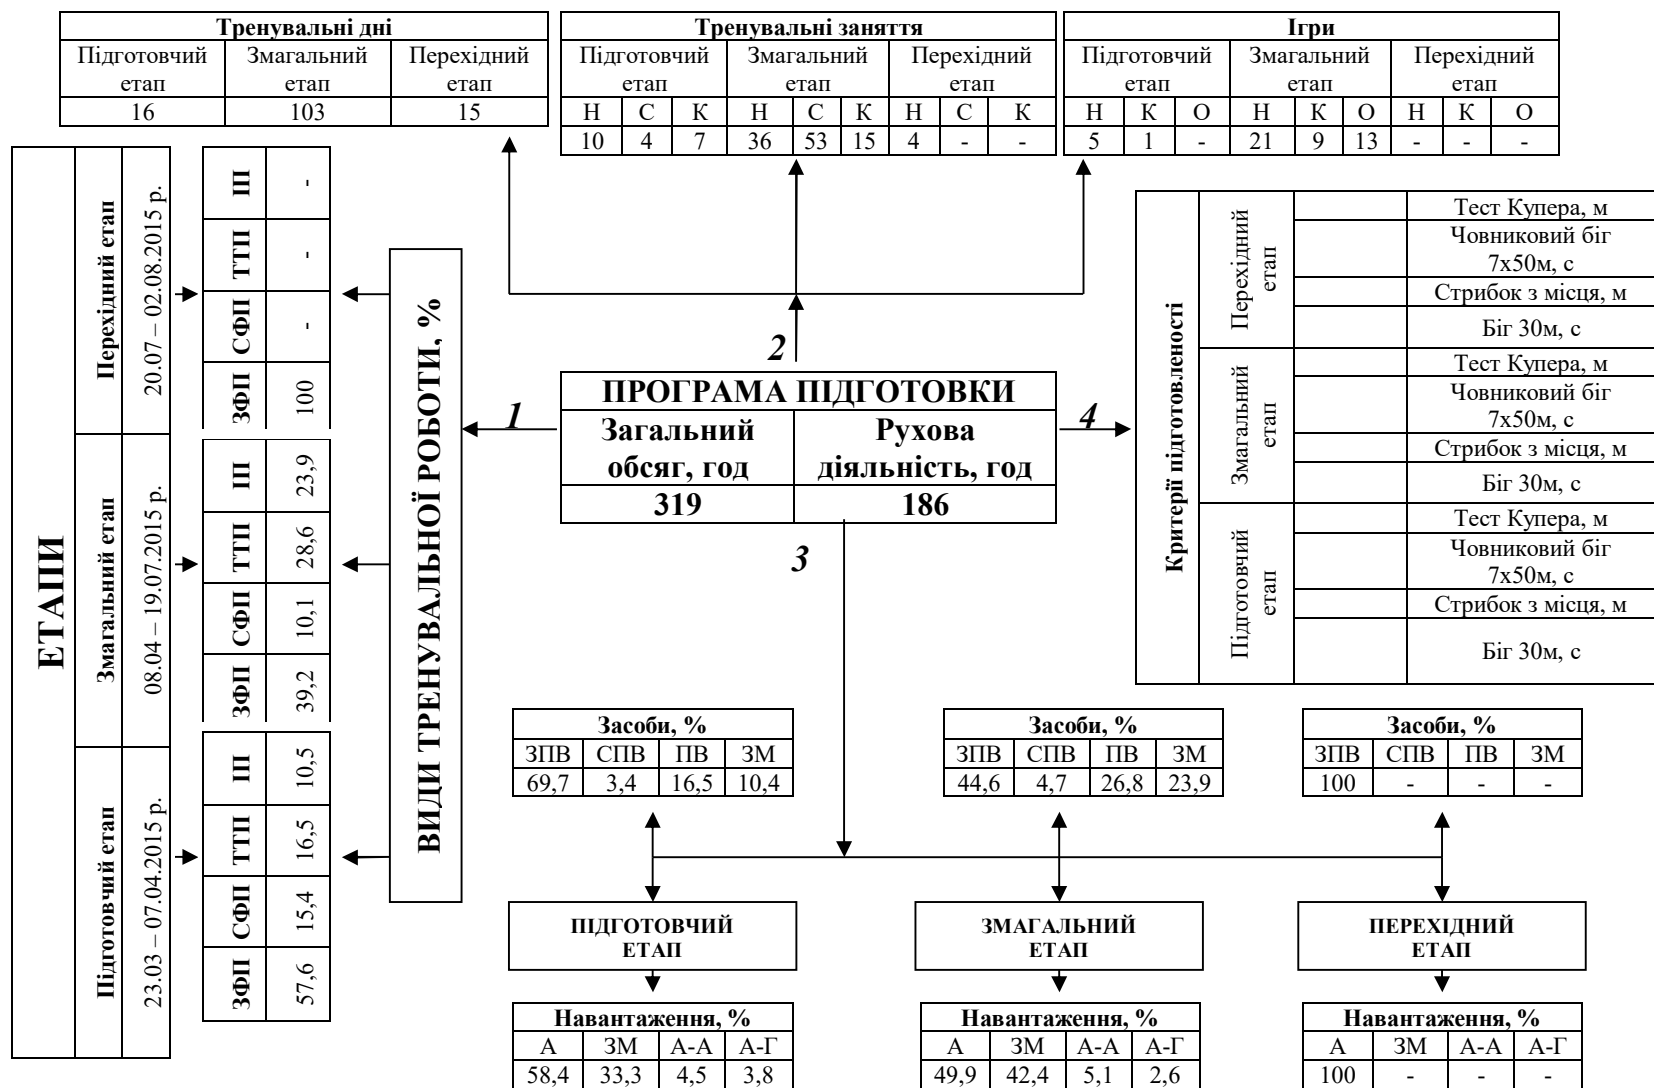 Тренувальні дні
Підготовчий етап Змагальний етап Перехідний етап
16 103 15
Тренувальні заняття
Підготовчий етап Змагальний етап Перехідний етап
Н С К Н С К Н С К
10 4 7 36 53 15 4 - -
Ігри
Підготовчий етап Змагальний етап Перехідний етап
Н К О Н К О Н К О
5 1 - 21 9 13 - - -
ЕТАПИ
Перехідний етап
20.07 – 02.08.2015 р.
ЗФП СФП ТТП ІП
100 - - -
Змагальний етап
08.04 – 19.07.2015 р.
ЗФП СФП ТТП ІП
39,2 10,1 28,6 23,9
Підготовчий етап
23.03 – 07.04.2015 р.
ЗФП СФП ТТП ІП
57,6 15,4 16,5 10,5
ВИДИ ТРЕНУВАЛЬНОЇ РОБОТИ, %
1
2
3
4
ПРОГРАМА ПІДГОТОВКИ
Загальний Рухова
обсяг, год діяльність, год
319 186
Критерії підготовленості
Перехідний
етап
Тест Купера, м
Човниковий біг
7х50м, с
Стрибок з місця, м
Біг 30м, с
Змагальний
етап
Тест Купера, м
Човниковий біг
7х50м, с
Стрибок з місця, м
Біг 30м, с
Підготовчий
етап
Тест Купера, м
Човниковий біг
7х50м, с
Стрибок з місця, м
Біг 30м, с
Засоби, %
ЗПВ СПВ ПВ ЗМ
69,7 3,4 16,5 10,4
Засоби, %
ЗПВ СПВ ПВ ЗМ
44,6 4,7 26,8 23,9
Засоби, %
ЗПВ СПВ ПВ ЗМ
100 - - -
ПІДГОТОВЧИЙ
ЕТАП
ЗМАГАЛЬНИЙ
ЕТАП
ПЕРЕХІДНИЙ
ЕТАП
Навантаження, %
А ЗМ А-А А-Г
58,4 33,3 4,5 3,8
Навантаження, %
А ЗМ А-А А-Г
49,9 42,4 5,1 2,6
Навантаження, %
А ЗМ А-А А-Г
100 - - -